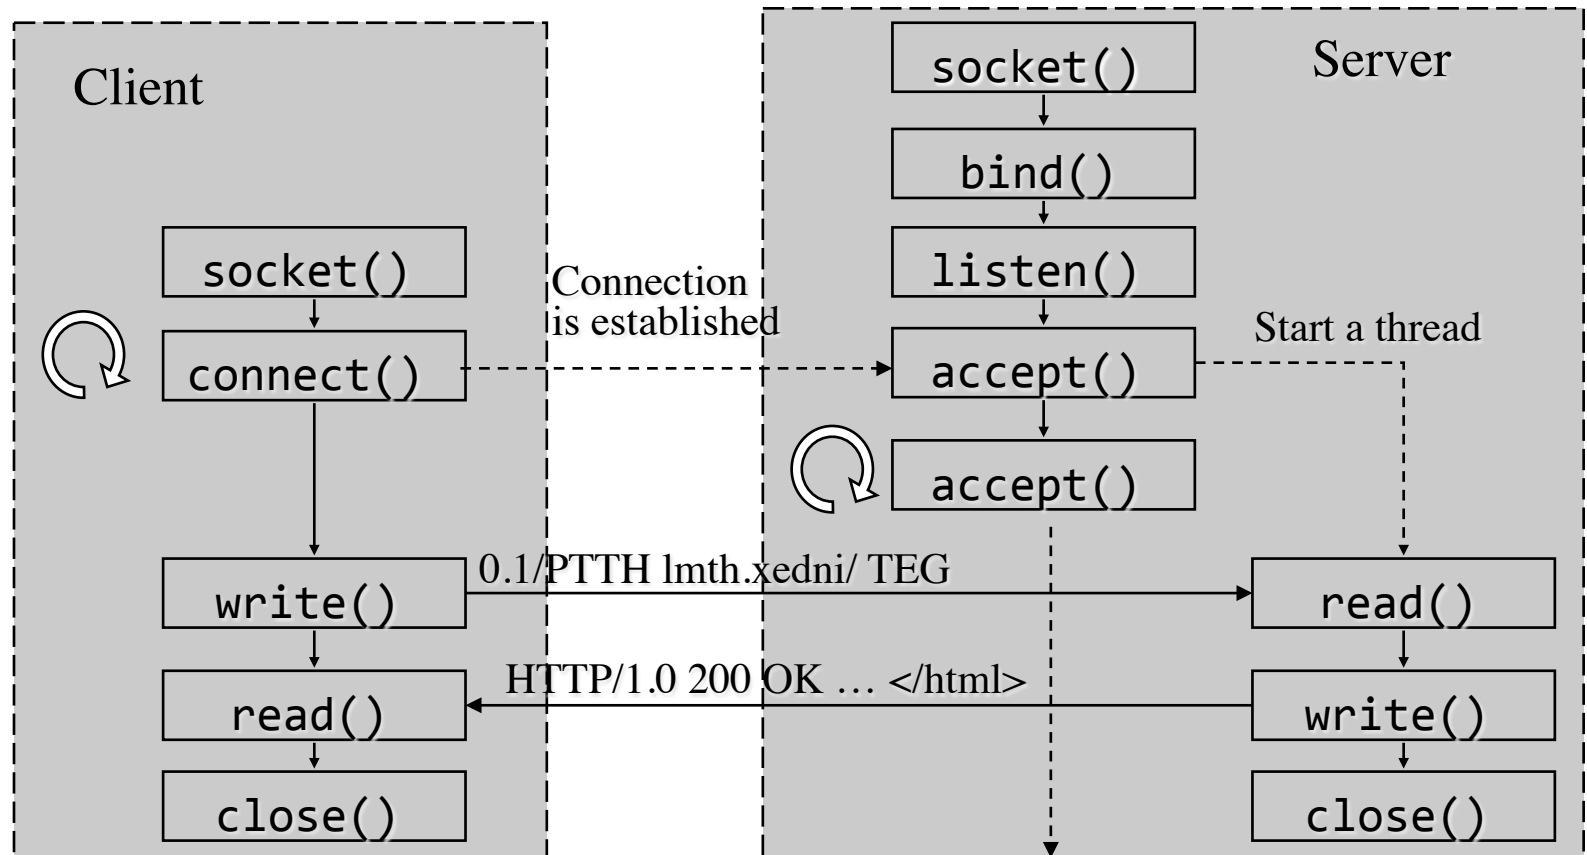 Client
Server
socket()
bind()
listen()
socket()
Connection
is established
Start a thread
connect()
accept()
accept()
0.1/PTTH lmth.xedni/ TEG
write()
read()
HTTP/1.0 200 OK … </html>
read()
write()
close()
close()